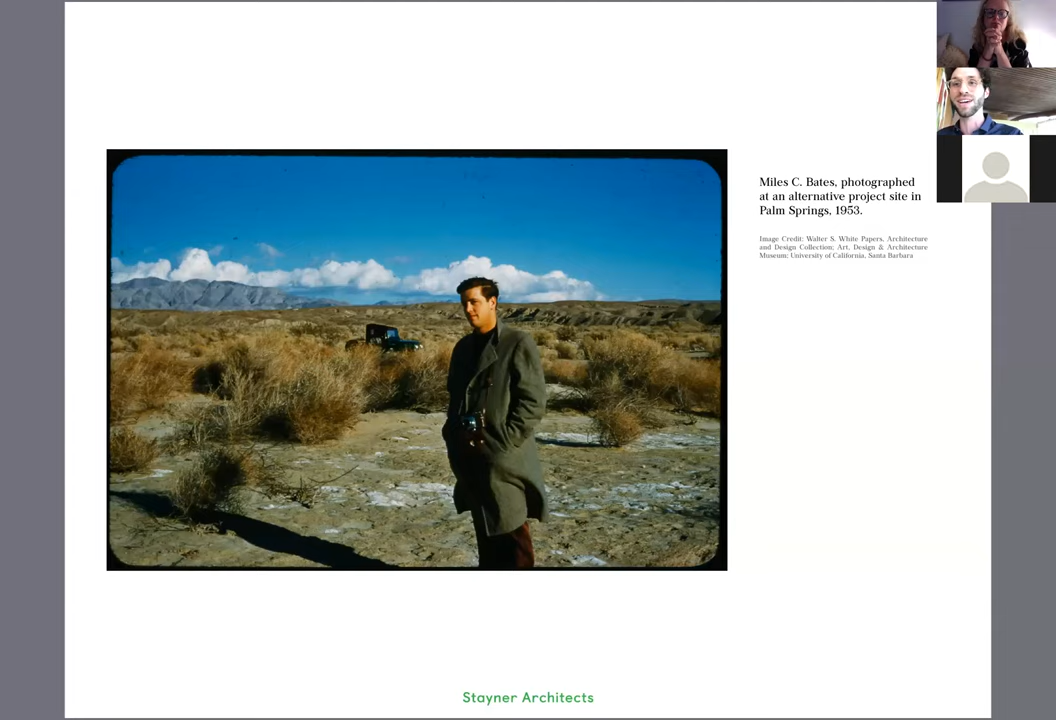 Miles C. Bates, photographed
at an alternative project site in
Palm Springs, 1953.
Image Credit: Walter S. White Papers, Architecture
and Design Collection; Art, Design & Architecture
Museum; University of California, Santa Barbara
Stayner Architects